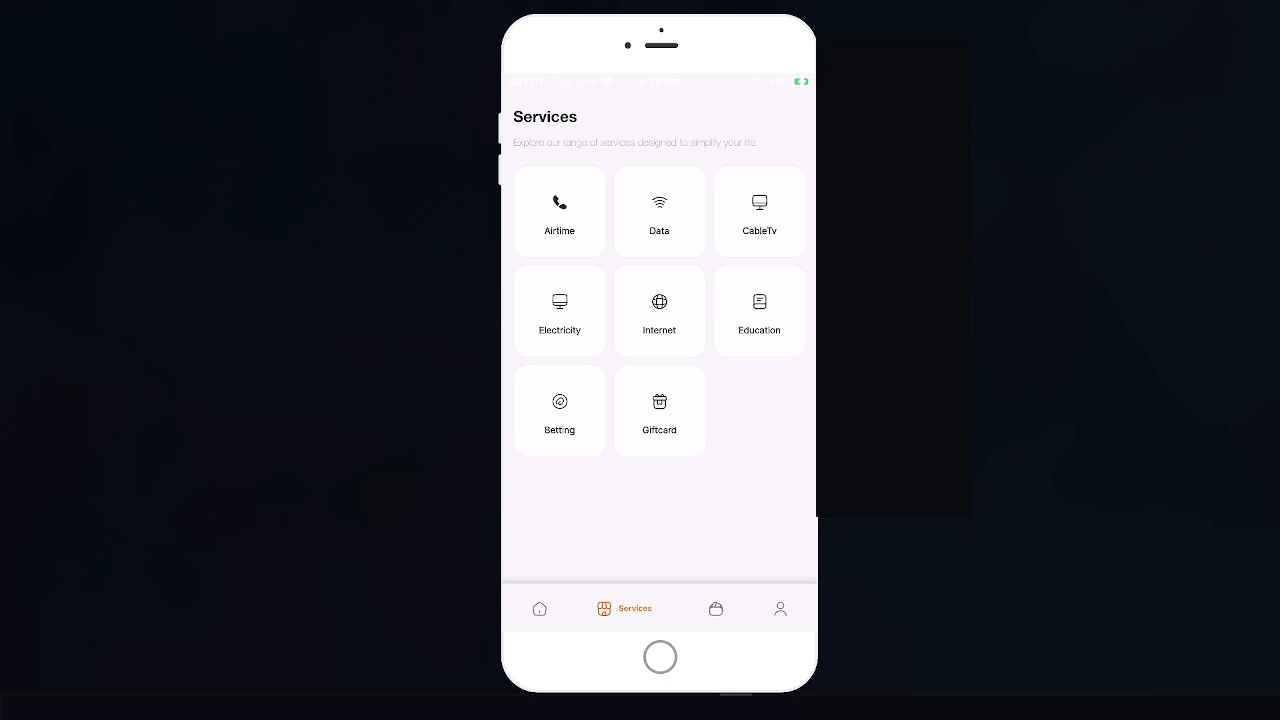 Services
Explore our range of services designed to simplify your life.
Airtime
Data
CableTv
Electricity
Internet
Education
Betting
Giftcard
Services